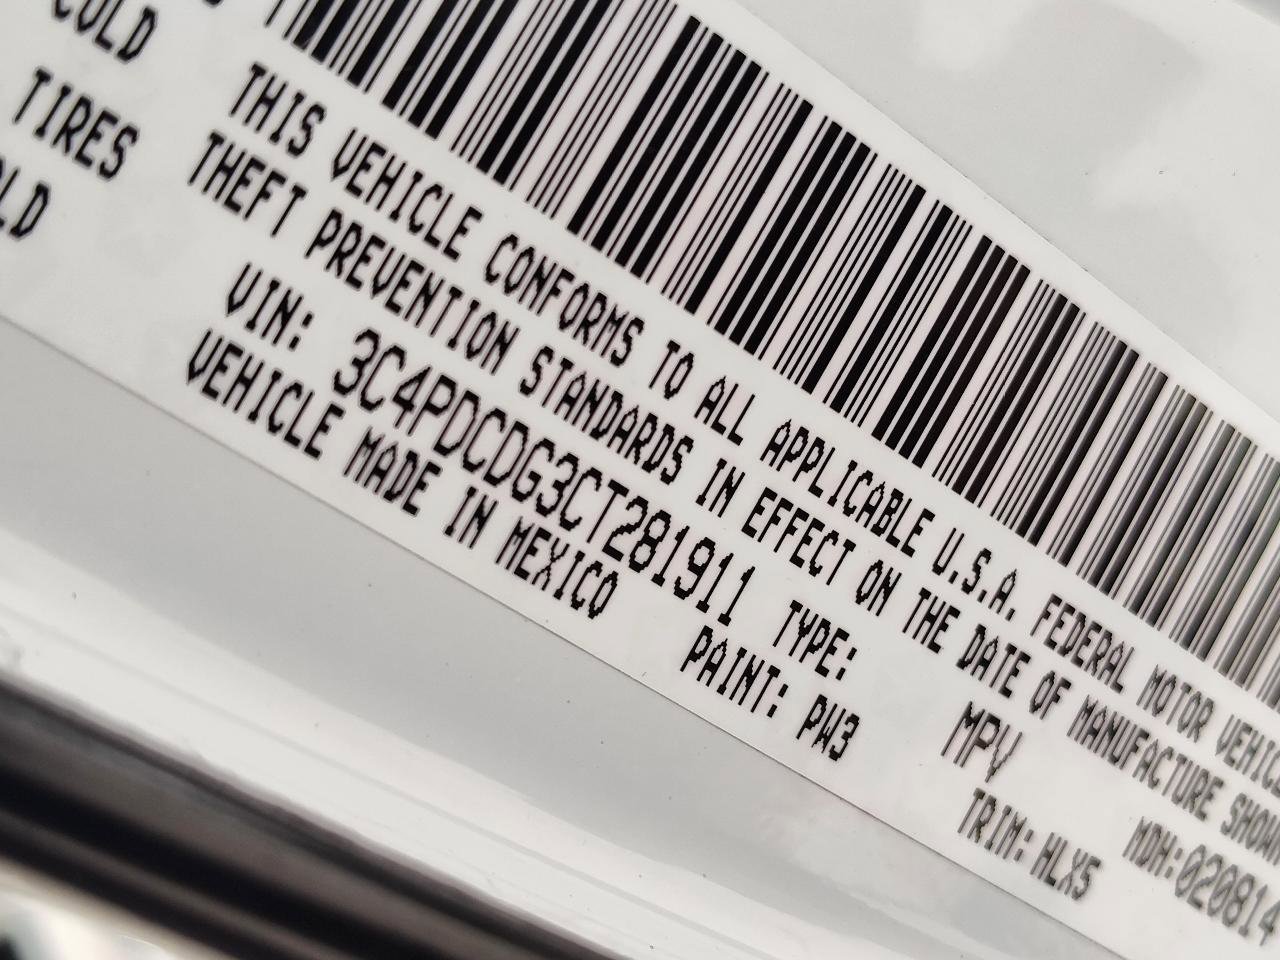 COLD
TIRES
OLD
THIS VEHICLE CONFORMS TO ALL APPLICABLE U.S.A. FEDERAL MOTOR VEHICLE
THEFT PREVENTION STANDARDS IN EFFECT ON THE DATE OF MANUFACTURE SHOWN
VIN: 3C4PDCDG3CT281911 TYPE: MPV MDH:020814
VEHICLE MADE IN MEXICO PAINT: PW3 TRIM: HLX5